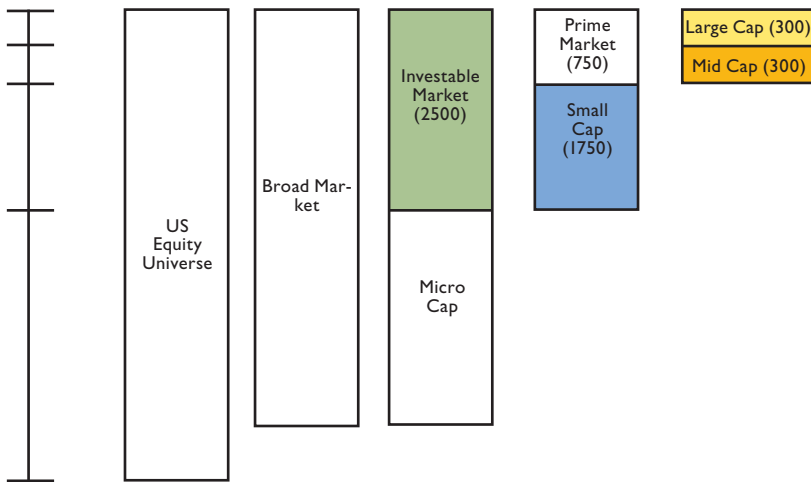 US
Equity
Universe
Broad Mar-
ket
Investable
Market
(2500)
Micro
Cap
Prime
Market
(750)
Small
Cap
(1750)
Large Cap (300)
Mid Cap (300)